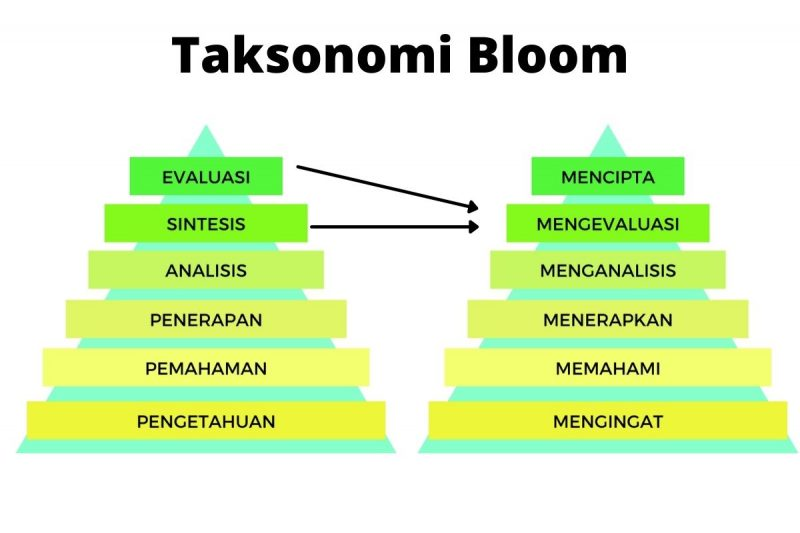 Taksonomi Bloom
EVALUASI
SINTESIS
ANALISIS
PENERAPAN
PEMAHAMAN
PENGETAHUAN
MENCIPTA
MENGEVALUASI
MENGANALISIS
MENERAPKAN
MEMAHAMI
MENGINGAT